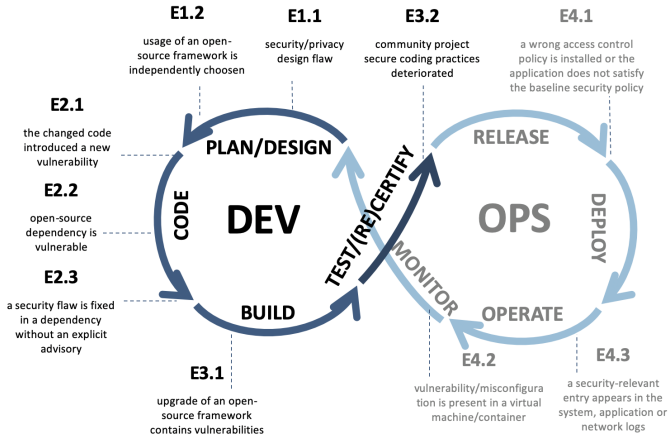 E1.2
usage of an open-
source framework is
independently choosen
E1.1
security/privacy
design flaw
E3.2
community project
secure coding practices
deteriorated
E4.1
a wrong access control
policy is installed or the
application does not satisfy
the baseline security policy
E2.1
the changed code
introduced a new
vulnerability
E2.2
open-source
dependency is
vulnerable
E2.3
a security flaw is fixed
in a dependency
without an explicit
advisory
PLAN/DESIGN
CODE
DEV
BUILD
TEST/(RE)CERTIFY
RELEASE
OPS
DEPLOY
MONITOR
OPERATE
E3.1
upgrade of an open-
source framework
contains vulnerabilities
E4.2
vulnerability/misconfigura
tion is present in a virtual
machine/container
E4.3
a security-relevant
entry appears in the
system, application or
network logs